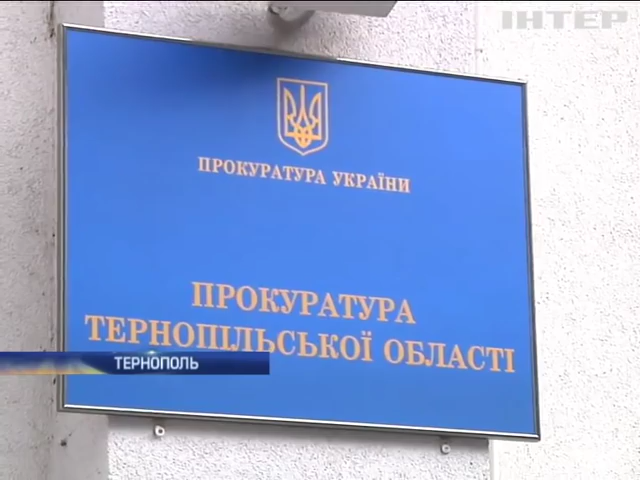 ІНТЕР
ПРОКУРАТУРА УКРАЇНИ
ПРОКУРАТУРА
ТЕРНОПІЛЬСЬКОЇ ОБЛАСТІ
ТЕРНОПОЛЬ